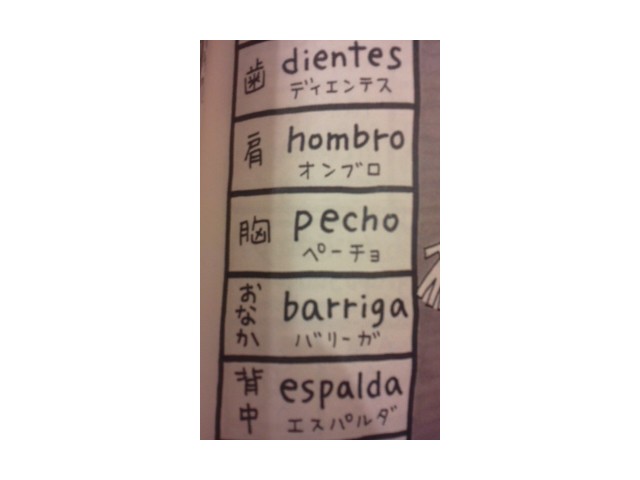 歯 dientes
ディエンテス
肩 hombro
オンブロ
胸 pecho
ペーチョ
おなか barriga
バリーガ
背中 espalda
エスパルダ